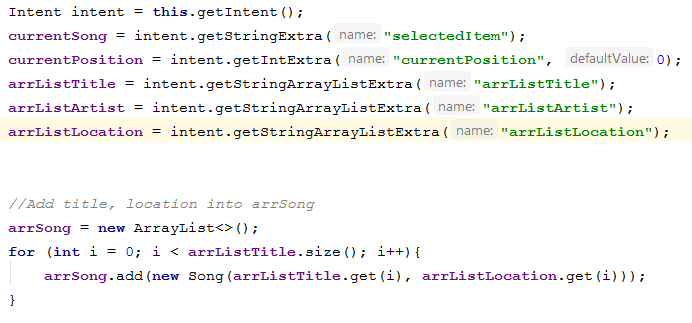 Intent intent = this.getIntent();
currentSong = intent.getStringExtra( name: "selectedItem");
currentPosition = intent.getIntExtra( name: "currentPosition", defaultValue: 0);
arrListTitle = intent.getStringArrayListExtra( name: "arrListTitle");
arrListArtist = intent.getStringArrayListExtra( name: "arrListArtist");
arrListLocation = intent.getStringArrayListExtra( name: "arrListLocation");
//Add title, location into arrSong
arrSong = new ArrayList<>();
for (int i = 0; i < arrListTitle.size(); i++){
    arrSong.add(new Song(arrListTitle.get(i), arrListLocation.get(i)));
}